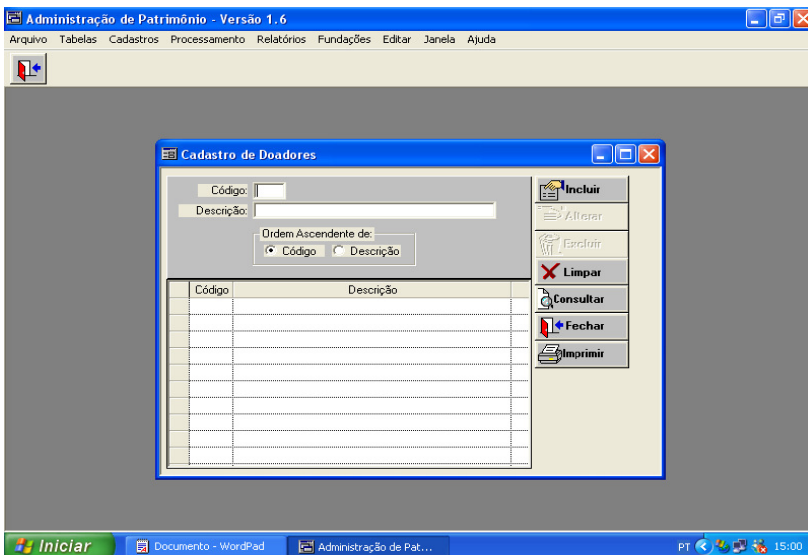 Administração de Patrimônio - Versão 1.6
Arquivo Tabelas Cadastros Processamento Relatórios Fundações Editar Janela Ajuda
Cadastro de Doadores
Código:
Descrição:
Ordem Ascendente de:
Código Descrição
Código Descrição
Incluir
Alterar
Excluir
Limpar
Consultar
Fechar
Imprimir
Iniciar Documento - WordPad Administração de Pat... PT 15:00